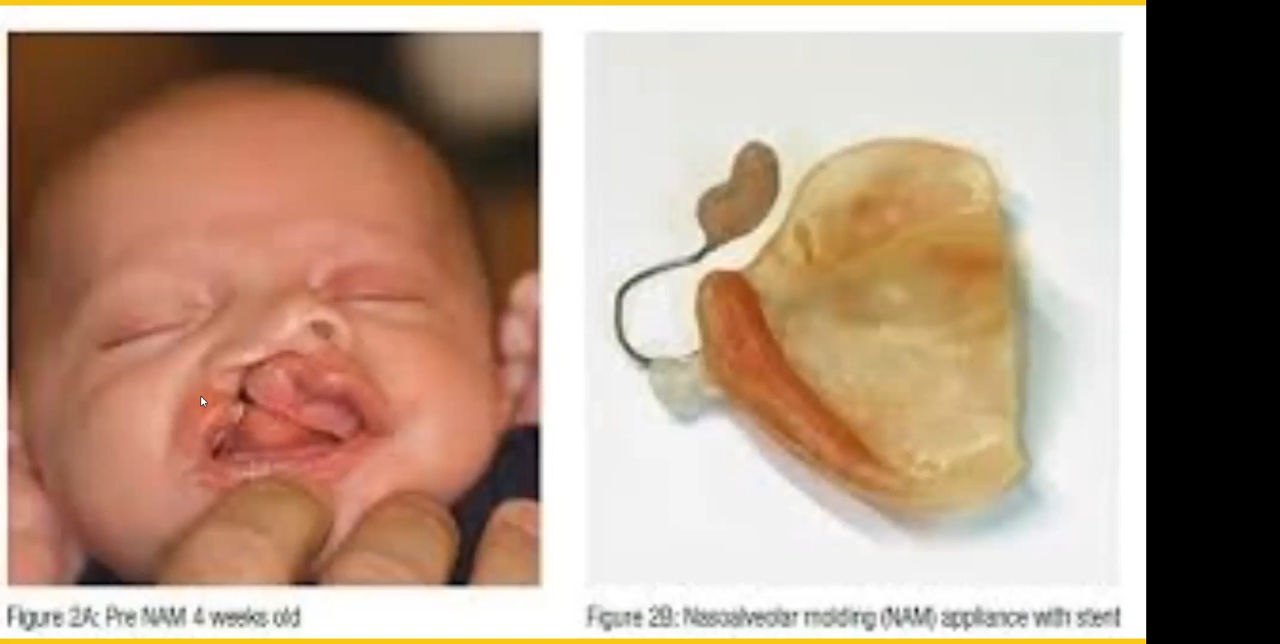 Figure 2A: Pre NAM 4 weeks old
Figure 2B: Nasoalveolar molding (NAM) appliance with stent